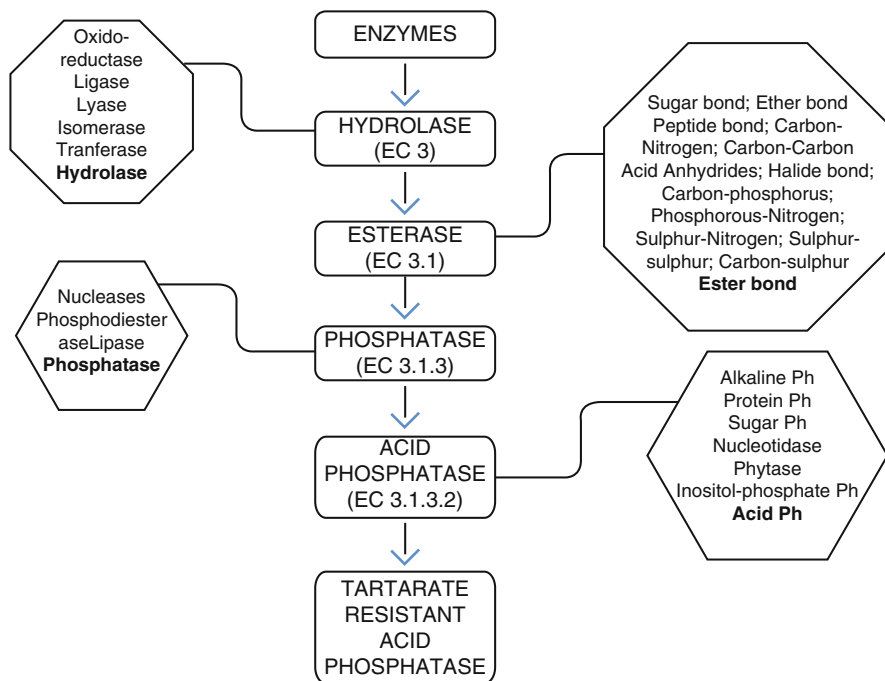 ENZYMES
Oxido-
reductase
Ligase
Lyase
Isomerase
Tranferase
Hydrolase
HYDROLASE
(EC 3)
Sugar bond; Ether bond
Peptide bond; Carbon-
Nitrogen; Carbon-Carbon
Acid Anhydrides; Halide bond;
Carbon-phosphorus;
Phosphorous-Nitrogen;
Sulphur-Nitrogen; Sulphur-
sulphur; Carbon-sulphur
Ester bond
ESTERASE
(EC 3.1)
Nucleases
Phosphodiester
aseLipase
Phosphatase
PHOSPHATASE
(EC 3.1.3)
Alkaline Ph
Protein Ph
Sugar Ph
Nucleotidase
Phytase
Inositol-phosphate Ph
Acid Ph
ACID
PHOSPHATASE
(EC 3.1.3.2)
TARTARATE
RESISTANT
ACID
PHOSPHATASE